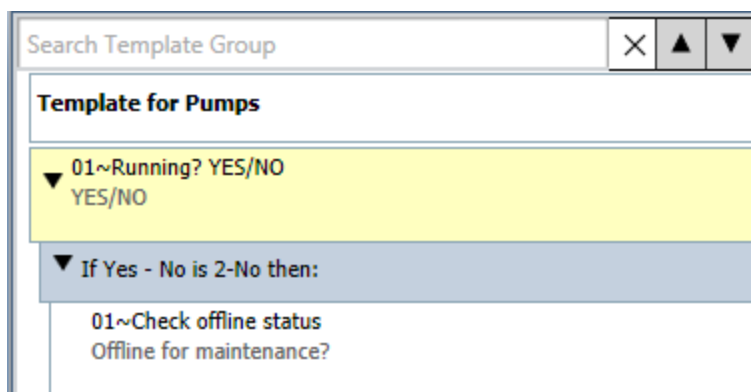 Search Template Group
Template for Pumps
01~Running? YES/NO
YES/NO
If Yes - No is 2-No then:
01~Check offline status
Offline for maintenance?